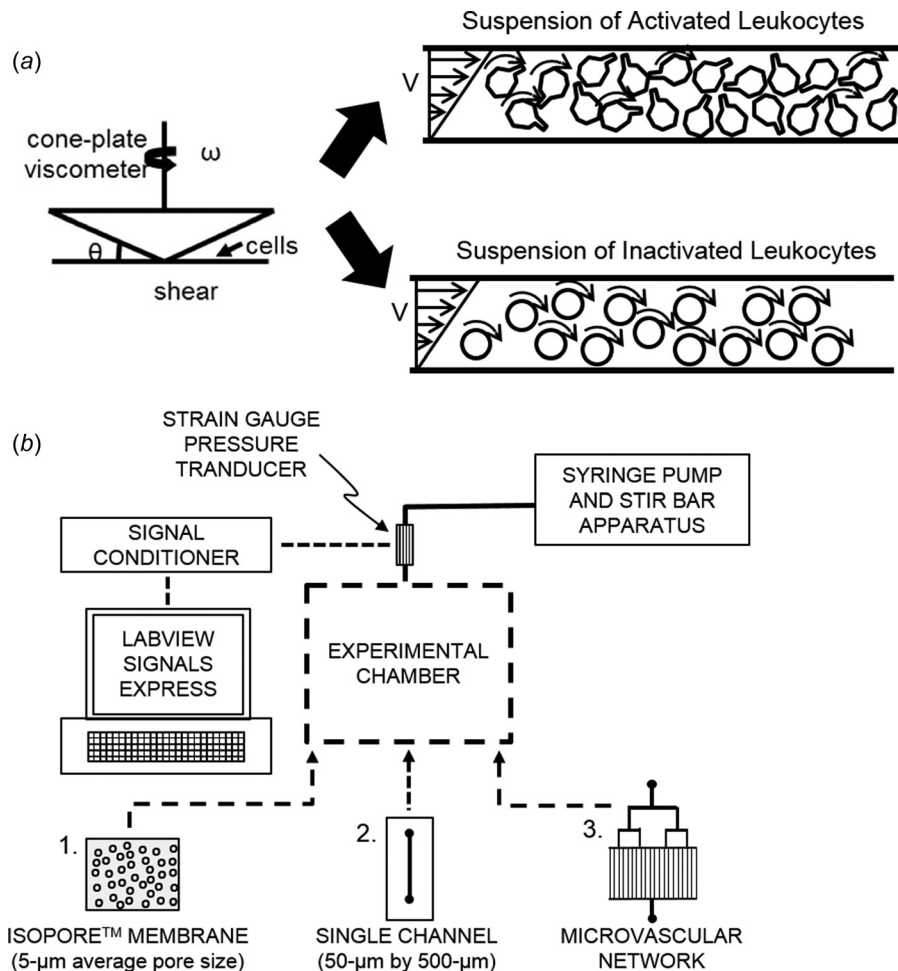 (a)
Suspension of Activated Leukocytes
V
cone-plate
viscometer
ω
θ
cells
shear
Suspension of Inactivated Leukocytes
V
(b)
STRAIN GAUGE
PRESSURE
TRANDUCER
SYRINGE PUMP
AND STIR BAR
APPARATUS
SIGNAL
CONDITIONER
LABVIEW
SIGNALS
EXPRESS
EXPERIMENTAL
CHAMBER
1.
2.
3.
ISOPORE™ MEMBRANE
(5-μm average pore size)
SINGLE CHANNEL
(50-μm by 500-μm)
MICROVASCULAR
NETWORK